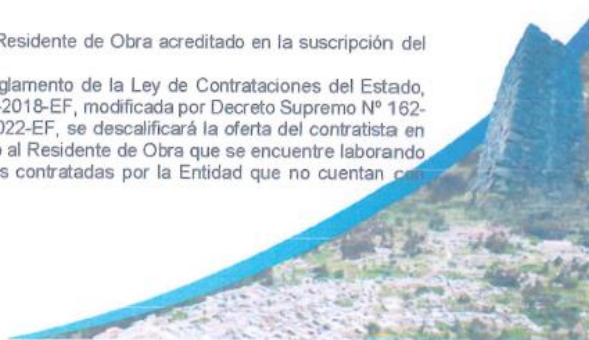 Residente de Obra acreditado en la suscripción del
glamento de la Ley de Contrataciones del Estado,
-2018-EF, modificada por Decreto Supremo Nº 162-
022-EF, se descalificará la oferta del contratista en
o al Residente de Obra que se encuentre laborando
s contratadas por la Entidad que no cuentan con